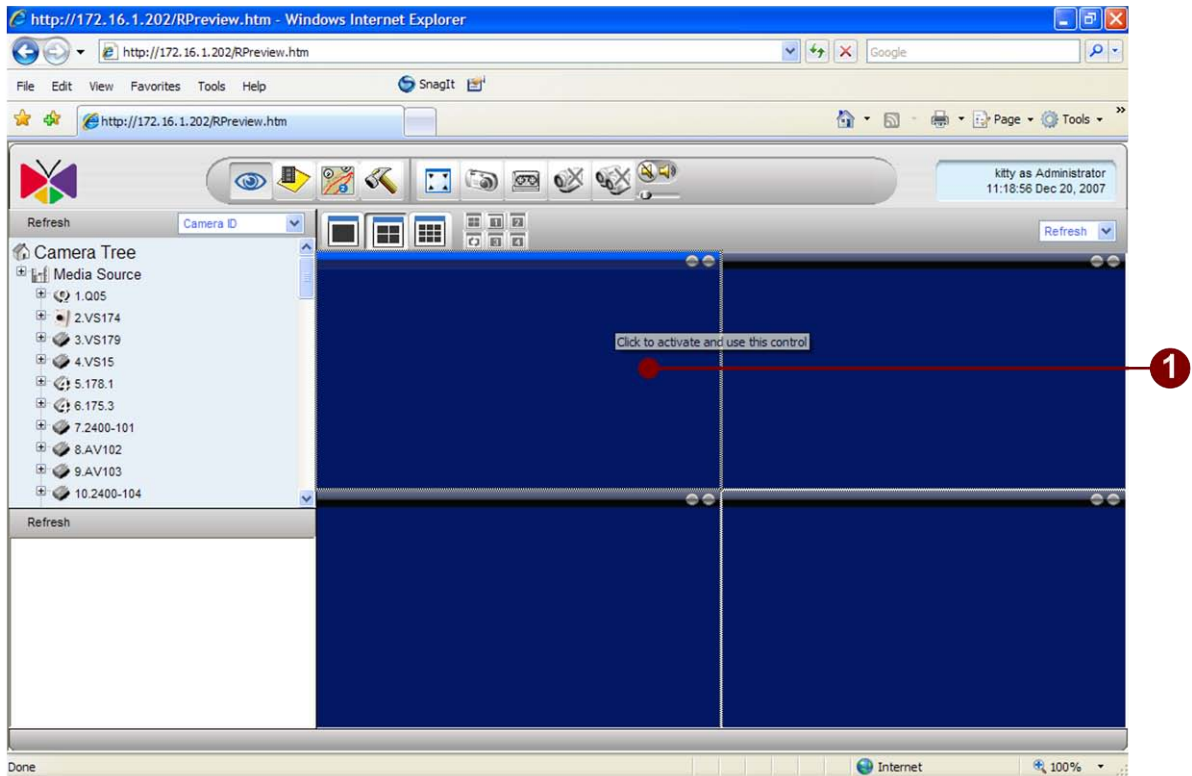 http://172.16.1.202/RPreview.htm - Windows Internet Explorer
http://172.16.1.202/RPreview.htm
Google
File Edit View Favorites Tools Help
SnagIt
http://172.16.1.202/RPreview.htm
Page Tools »
kitty as Administrator
11:18:56 Dec 20, 2007
Refresh
Camera ID
1 2
3 4
Refresh
Camera Tree
Media Source
1.Q05
2.VS174
3.VS179
4.VS15
5.178.1
6.175.3
7.2400-101
8.AV102
9.AV103
10.2400-104
Click to activate and use this control
1
Refresh
Done
Internet
100%